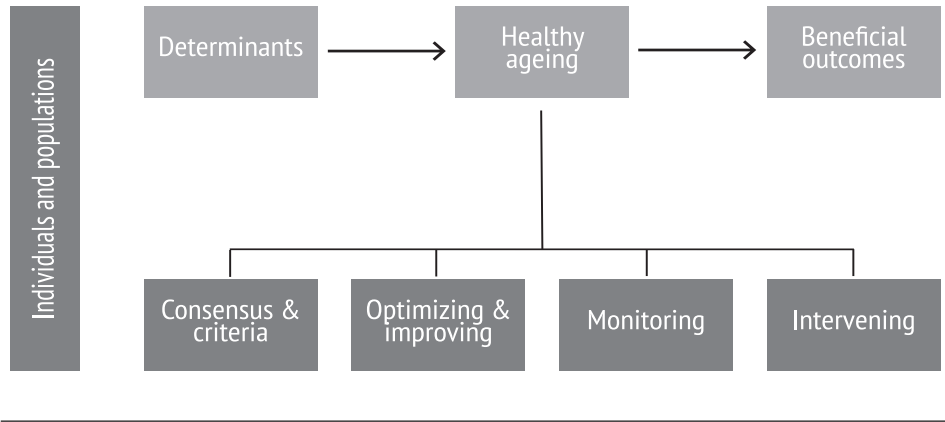 Individuals and populations
Determinants
Healthy
ageing
Beneficial
outcomes
Consensus &
criteria
Optimizing &
improving
Monitoring
Intervening